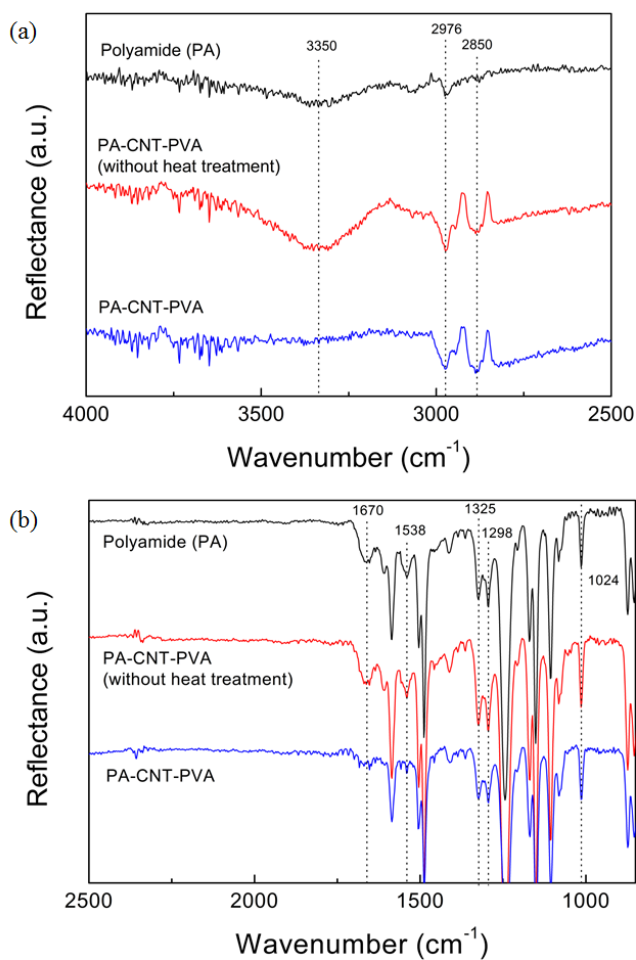 (a)
3350
2976
2850
Polyamide (PA)
PA-CNT-PVA
(without heat treatment)
PA-CNT-PVA
Reflectance (a.u.)
4000
3500
3000
2500
Wavenumber (cm⁻¹)
(b)
1670
1538
1325
1298
1024
Polyamide (PA)
PA-CNT-PVA
(without heat treatment)
PA-CNT-PVA
Reflectance (a.u.)
2500
2000
1500
1000
Wavenumber (cm⁻¹)